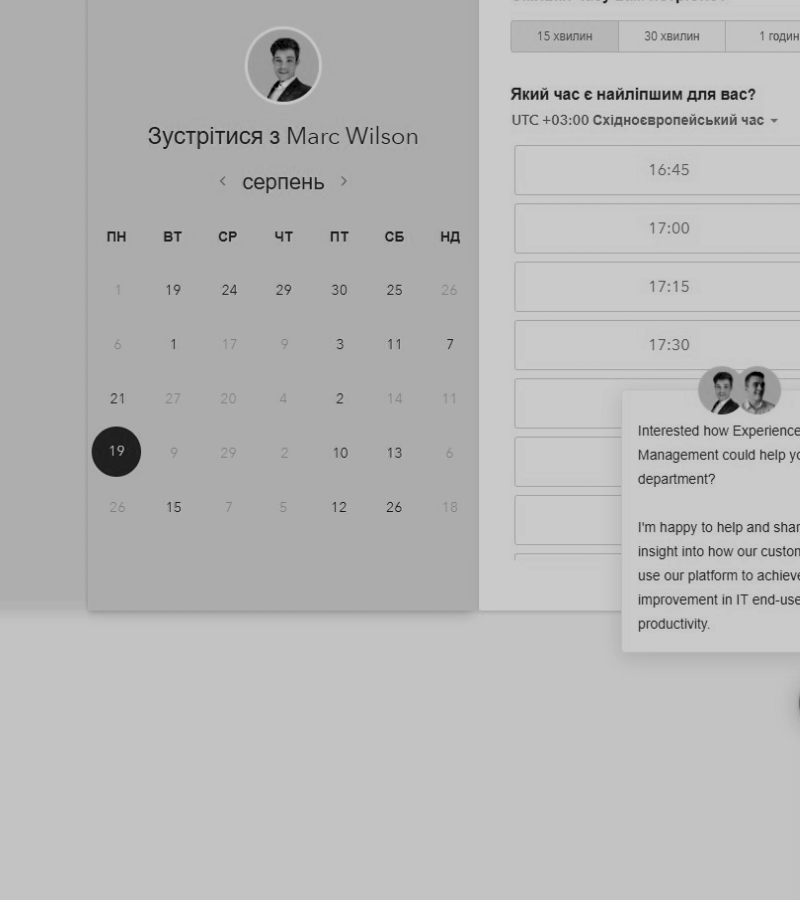 15 хвилин 30 хвилин 1 годин
Який час є найліпшим для вас?
UTC +03:00 Східноєвропейський час
Зустрітися з Marc Wilson
серпень
ПН ВТ СР ЧТ ПТ СБ НД
1 19 24 29 30 25 26
6 1 17 9 3 11 7
21 27 20 4 2 14 11
19 9 29 2 10 13 6
26 15 7 5 12 26 18
16:45
17:00
17:15
17:30
Interested how Experience
Management could help yo
department?
I'm happy to help and shar
insight into how our custon
use our platform to achieve
improvement in IT end-use
productivity.